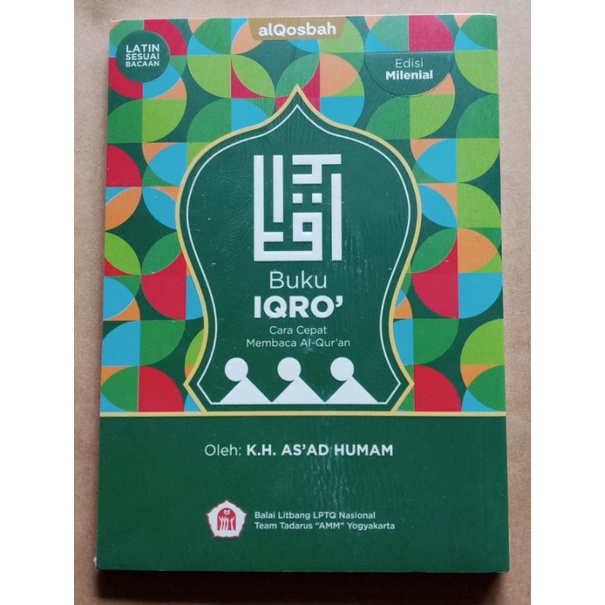 alQosbah
LATIN
SESUAI
BACAAN
Edisi
Milenial
اقرأ
Buku
IQRO'
Cara Cepat
Membaca Al-Qur'an
Oleh: K.H. AS'AD HUMAM
Balai Litbang LPTQ Nasional
Team Tadarus "AMM" Yogyakarta